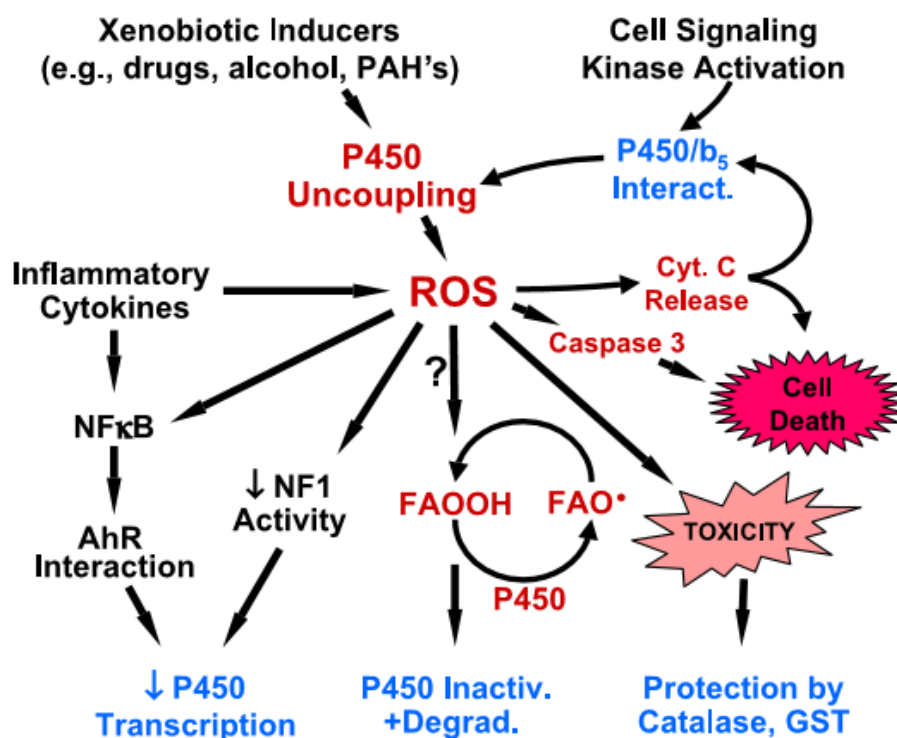 Xenobiotic Inducers
(e.g., drugs, alcohol, PAH's)
Cell Signaling
Kinase Activation
P450
Uncoupling
P450/b₅
Interact.
Inflammatory
Cytokines
ROS
Cyt. C
Release
Caspase 3
?
Cell
Death
NFκB
↓ NF1
Activity
FAOOH
FAO•
TOXICITY
AhR
Interaction
P450
↓ P450
Transcription
P450 Inactiv.
+Degrad.
Protection by
Catalase, GST